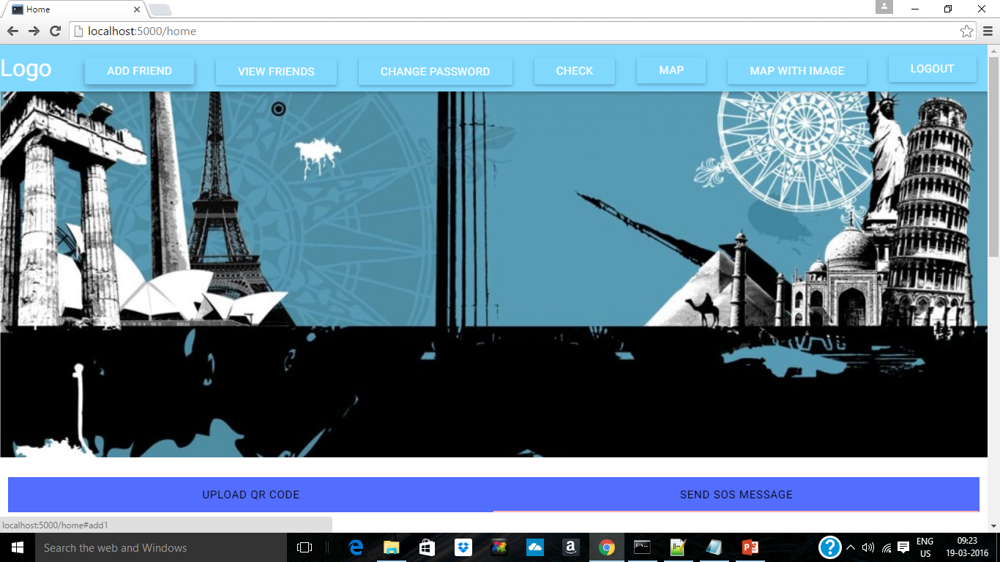 Home
localhost:5000/home
Logo
ADD FRIEND
VIEW FRIENDS
CHANGE PASSWORD
CHECK
MAP
MAP WITH IMAGE
LOGOUT
UPLOAD QR CODE
SEND SOS MESSAGE
localhost:5000/home#add1
Search the web and Windows
ENG
US
09:23
19-03-2016